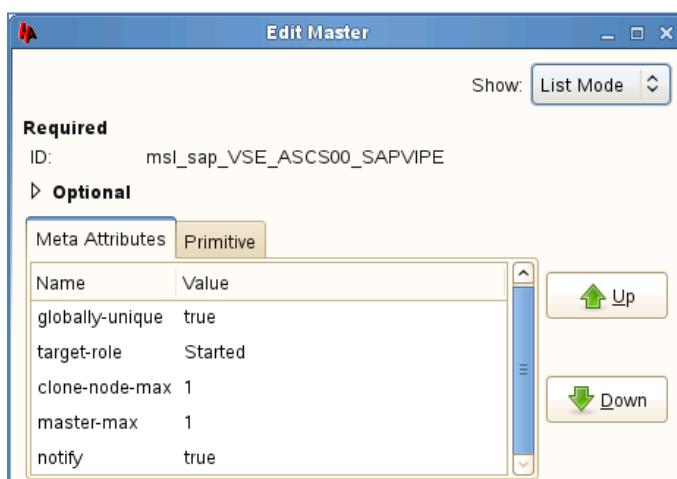 Edit Master
Show: List Mode
Required
ID: msl_sap_VSE_ASCS00_SAPVIPE
Optional
Meta Attributes Primitive
Name Value
globally-unique true
Up
target-role Started
clone-node-max 1
Down
master-max 1
notify true